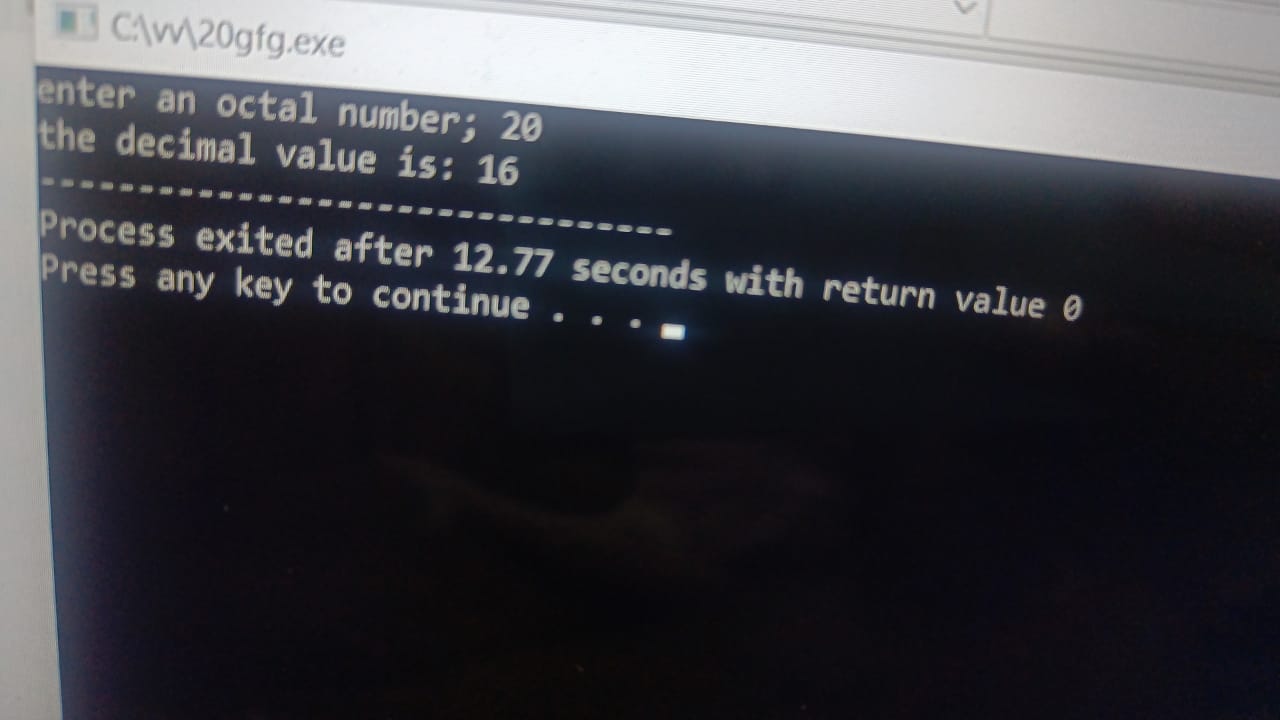 C:\vv\20gfg.exe
enter an octal number; 20
the decimal value is: 16
--------------------------------
Process exited after 12.77 seconds with return value 0
Press any key to continue . . .